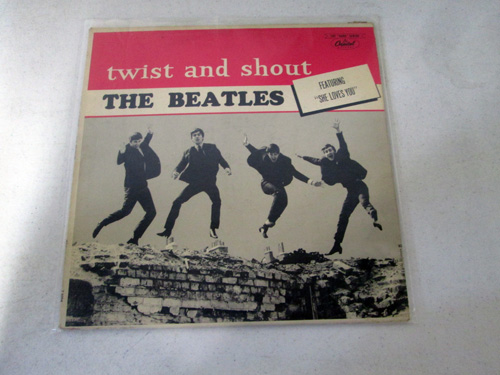 twist and shout
THE BEATLES
FEATURING
"SHE LOVES YOU"
Capitol